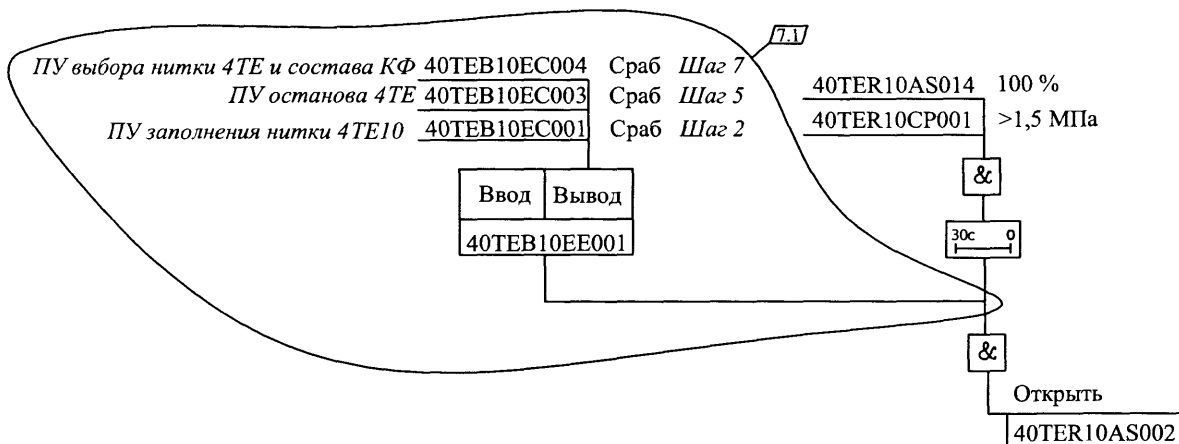 7.1
ПУ выбора нитки 4ТЕ и состава КФ 40TEB10EC004 Сраб Шаг 7
ПУ останова 4ТЕ 40TEB10EC003 Сраб Шаг 5
ПУ заполнения нитки 4ТЕ10 40TEB10EC001 Сраб Шаг 2
Ввод Вывод
40TEB10EE001
40TER10AS014 100 %
40TER10CP001 >1,5 МПа
&
30с 0
&
Открыть
40TER10AS002